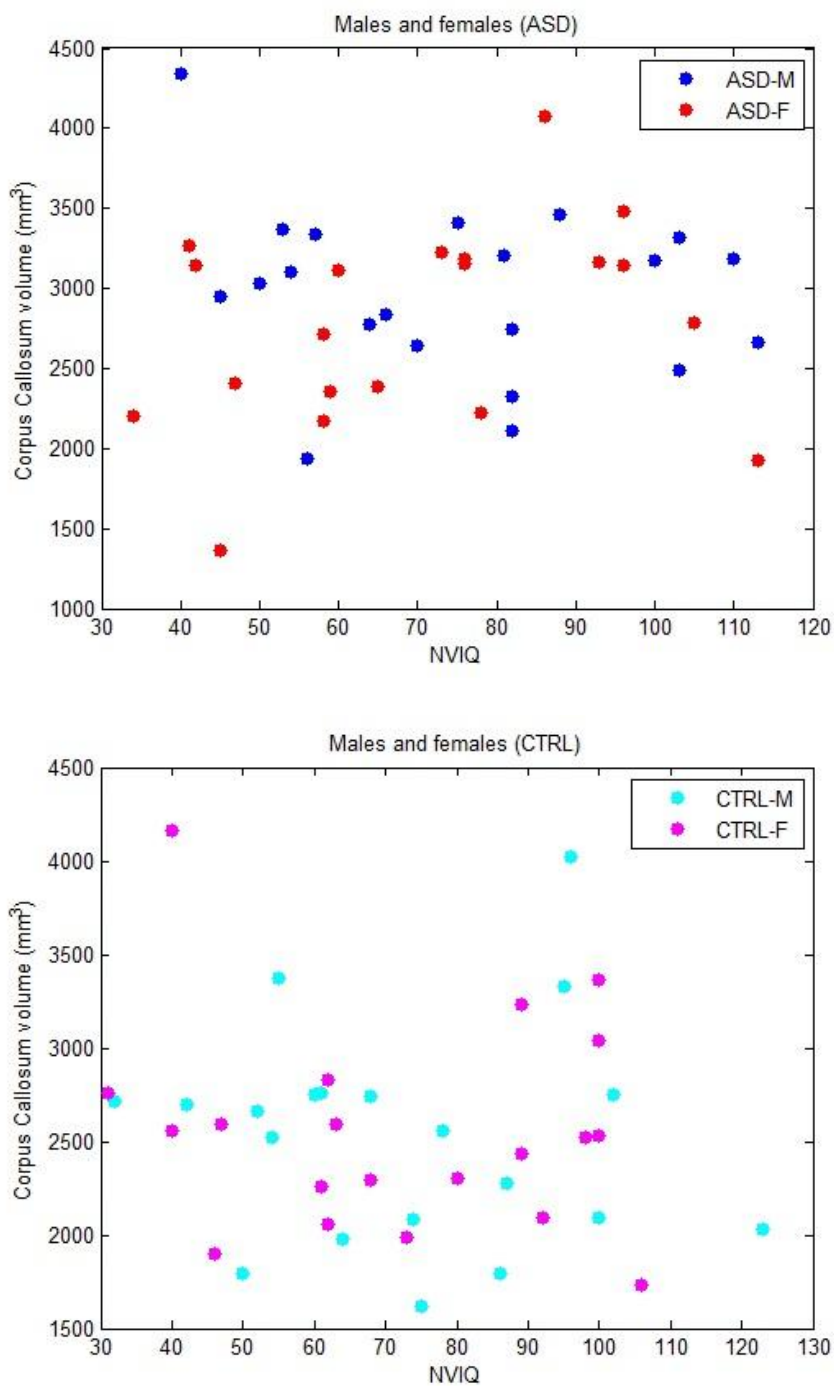 Males and females (ASD)
4500
4000
3500
3000
2500
2000
1500
1000
Corpus Callosum volume (mm³)
ASD-M
ASD-F
30 40 50 60 70 80 90 100 110 120
NVIQ
Males and females (CTRL)
4500
4000
3500
3000
2500
2000
1500
Corpus Callosum volume (mm³)
CTRL-M
CTRL-F
30 40 50 60 70 80 90 100 110 120 130
NVIQ